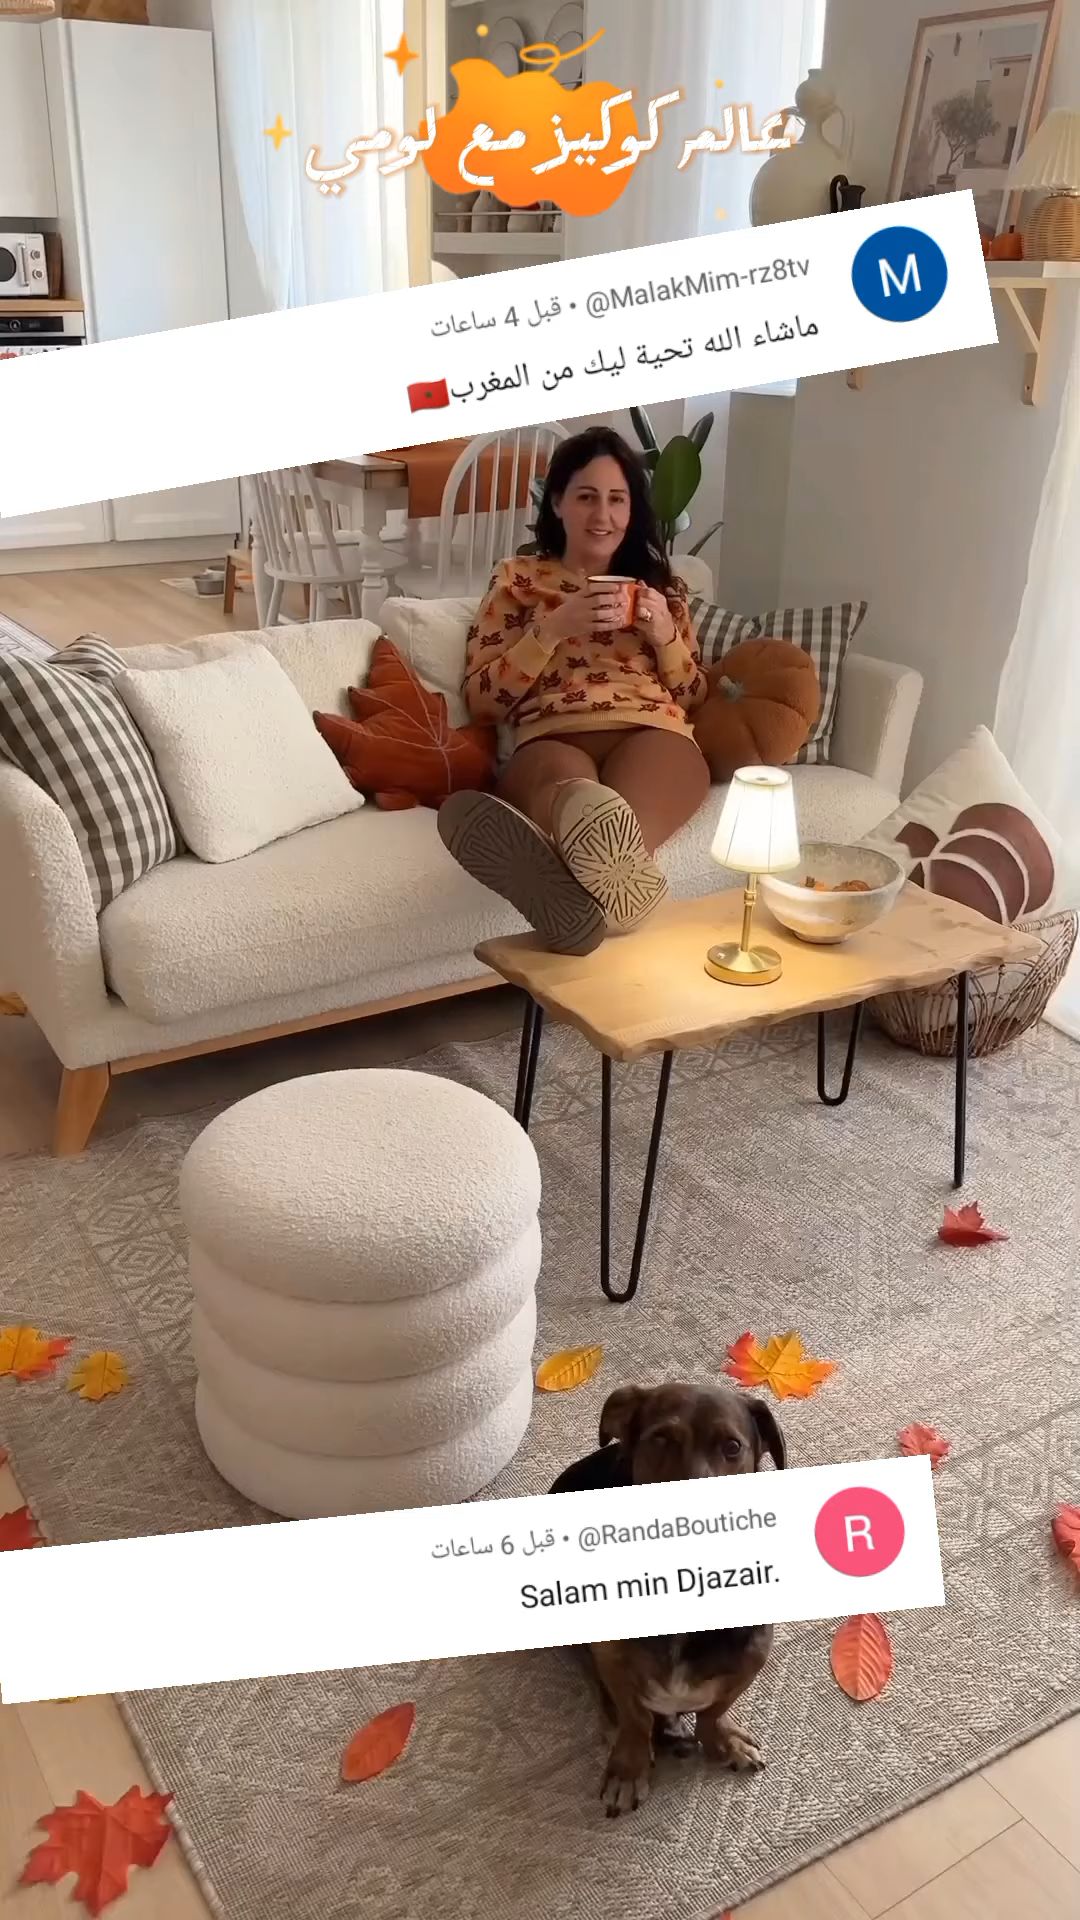 عالم كوكيز مع لومي
@MalakMim-rz8tv • قبل 4 ساعات
ماشاء الله تحية ليك من المغرب🇲🇦
M
@RandaBoutiche • قبل 6 ساعات
Salam min Djazair.
R